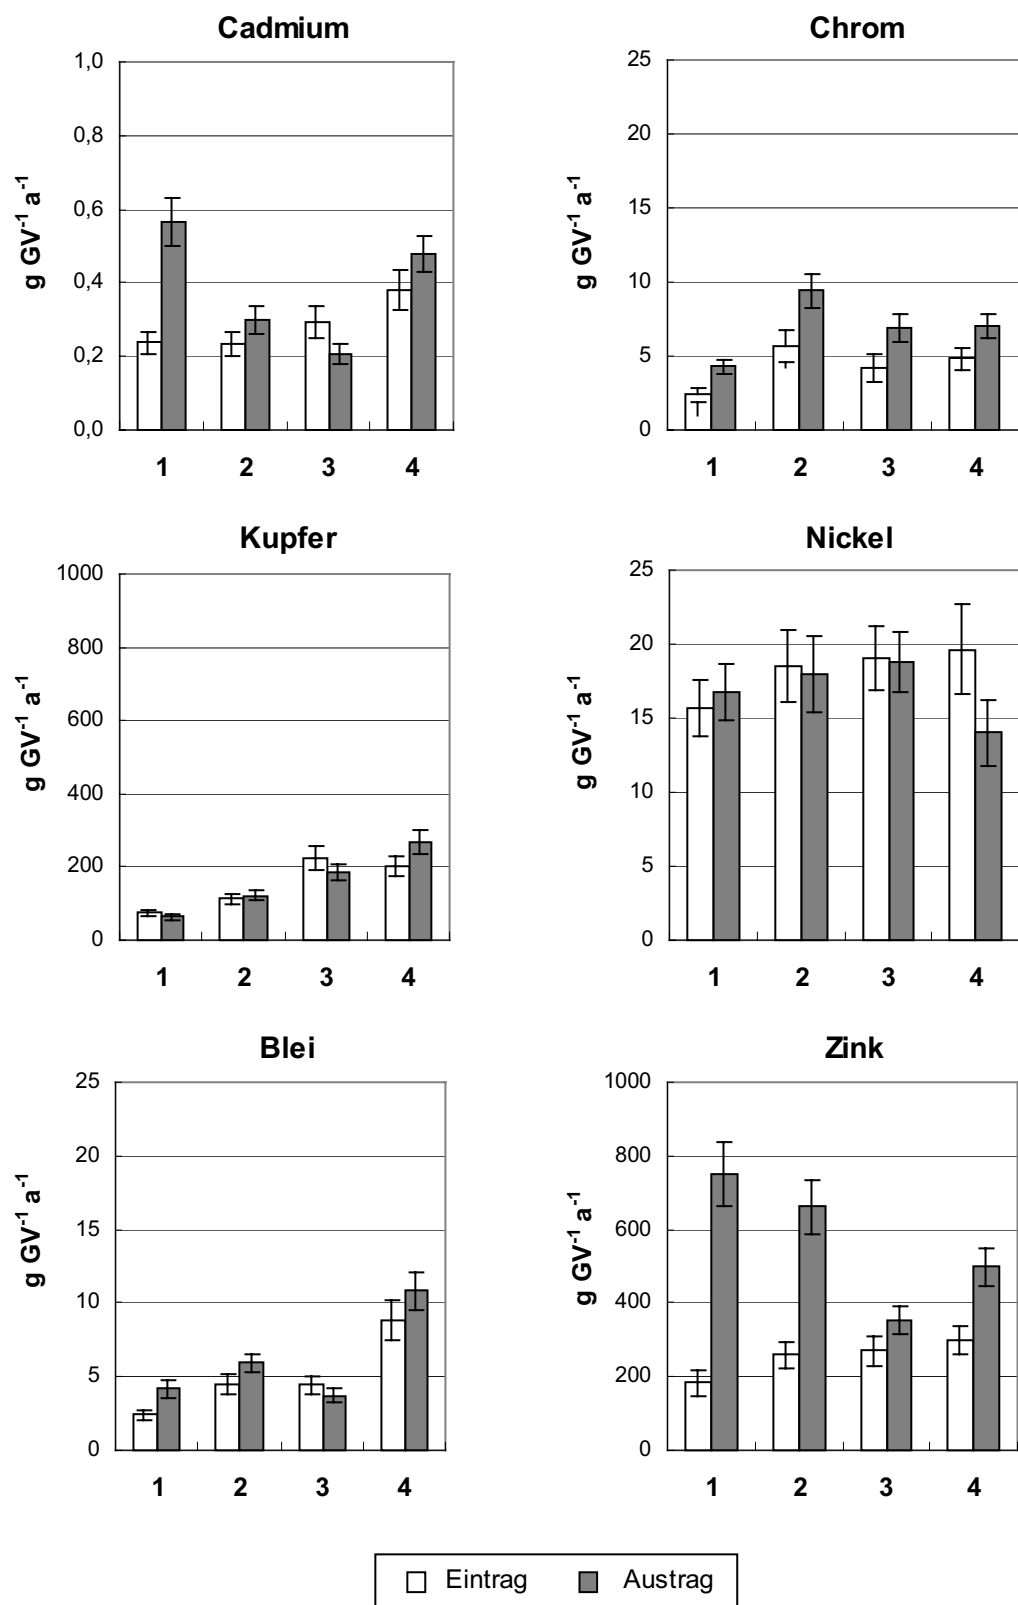 Cadmium
1,0
0,8
0,6
0,4
0,2
0,0
g GV⁻¹ a⁻¹
1 2 3 4
Chrom
25
20
15
10
5
0
g GV⁻¹ a⁻¹
1 2 3 4
Kupfer
1000
800
600
400
200
0
g GV⁻¹ a⁻¹
1 2 3 4
Nickel
25
20
15
10
5
0
g GV⁻¹ a⁻¹
1 2 3 4
Blei
25
20
15
10
5
0
g GV⁻¹ a⁻¹
1 2 3 4
Zink
1000
800
600
400
200
0
g GV⁻¹ a⁻¹
1 2 3 4
Eintrag Austrag